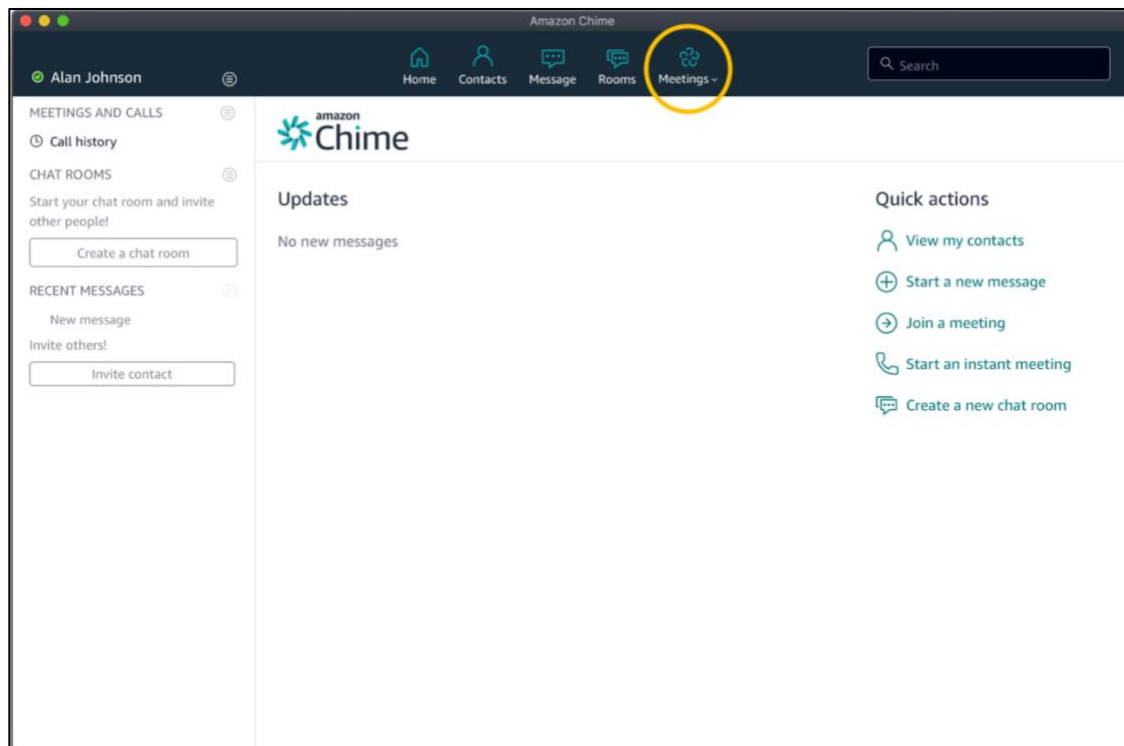 Amazon Chime
Alan Johnson
Home Contacts Message Rooms Meetings
Search
MEETINGS AND CALLS
Call history
CHAT ROOMS
Start your chat room and invite
other people!
Create a chat room
RECENT MESSAGES
New message
Invite others!
Invite contact
amazon
Chime
Updates
No new messages
Quick actions
View my contacts
Start a new message
Join a meeting
Start an instant meeting
Create a new chat room